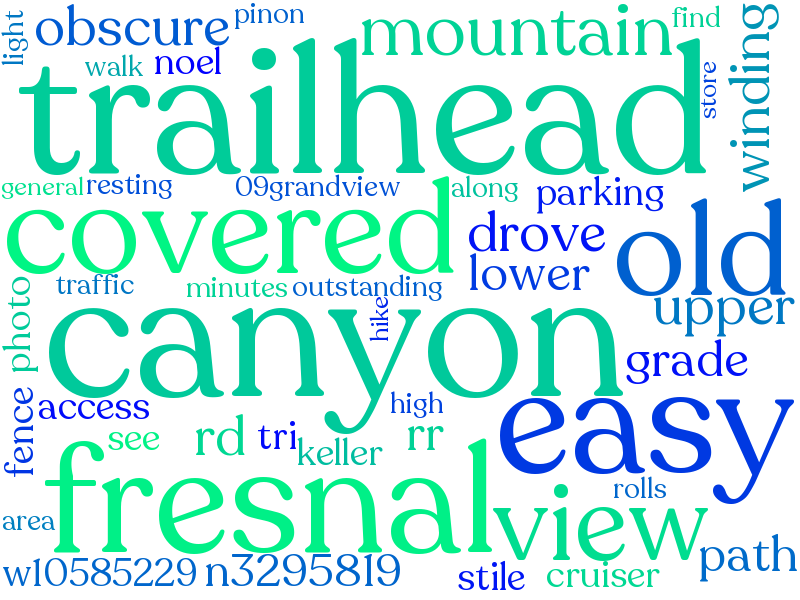 light
obscure
pinon
mountain
find
winding
walk
noel
store
trailhead
general
resting
09grandview
along
parking
covered
drove
old
lower
upper
traffic
minutes
outstanding
photo
canyon
hike
grade
fence
access
high
easy
see
rd
tri
keller
rr
fresnal
view
rolls
area
path
w10585229
n3295819
stile
cruiser